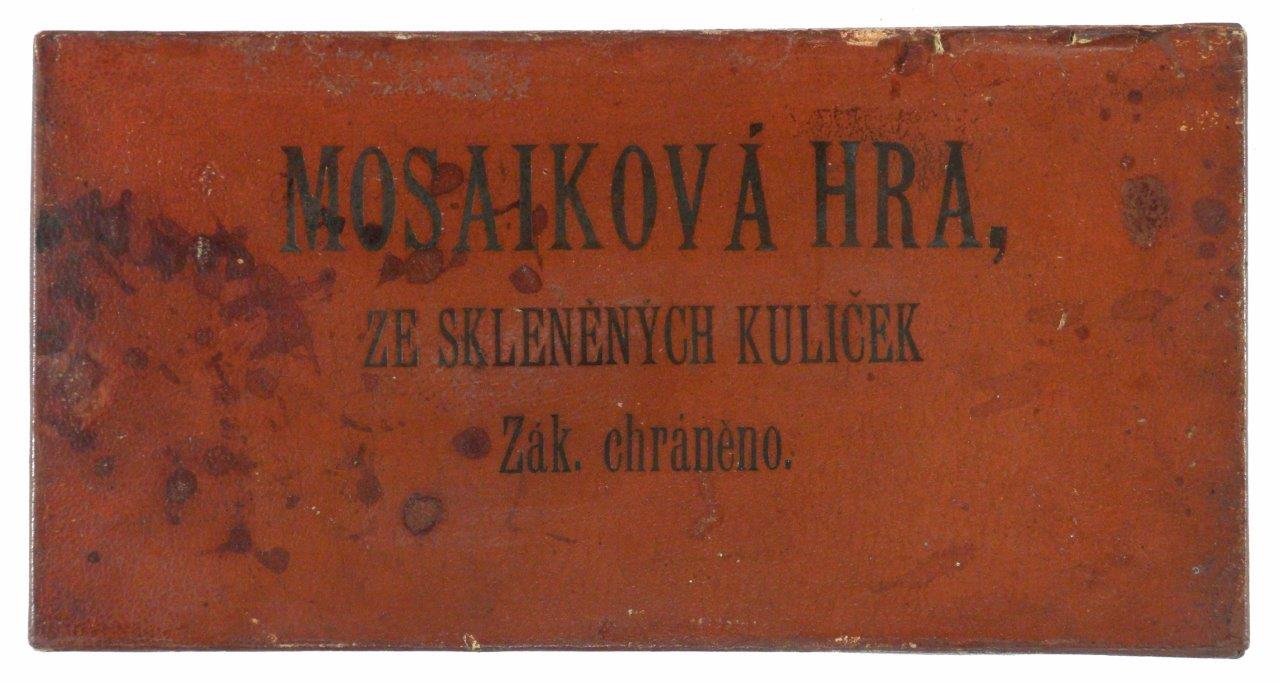 MOSAIKOVÁ HRA,
ZE SKLENĚNÝCH KULIČEK
Zák. chráněno.